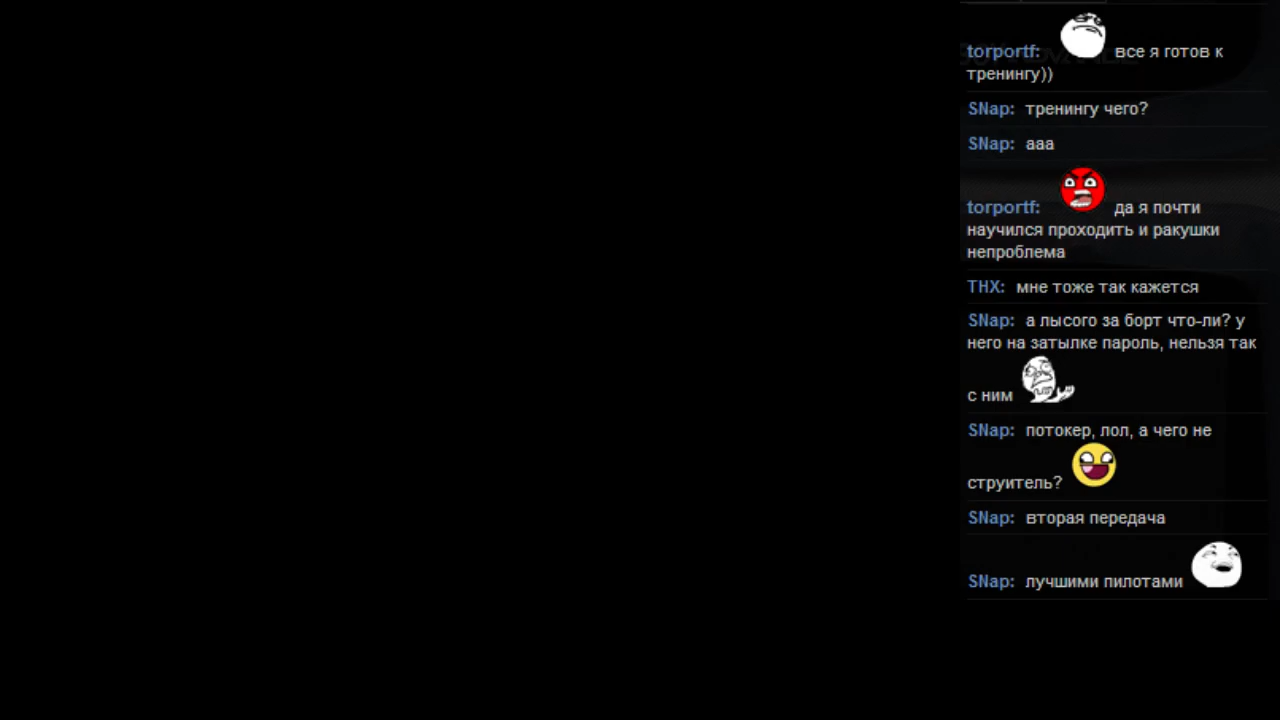 torportf: все я готов к
тренингу))
SNap: тренингу чего?
SNap: ааа
torportf: да я почти
научился проходить и ракушки
непроблема
THX: мне тоже так кажется
SNap: а лысого за борт что-ли? у
него на затылке пароль, нельзя так
с ним
SNap: потокер, лол, а чего не
струитель?
SNap: вторая передача
SNap: лучшими пилотами